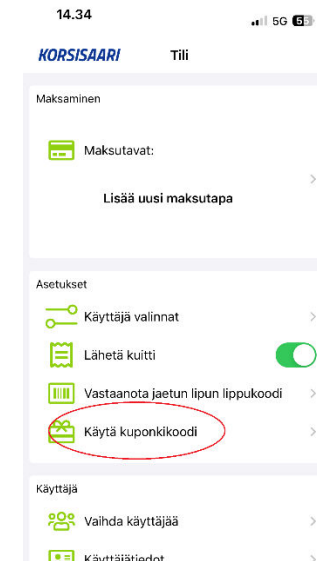 14.34
5G 5
KORSISAARI
Tili
Maksaminen
Maksutavat:
Lisää uusi maksutapa
Asetukset
Käyttäjä valinnat
Lähetä kuitti
Vastaanota jaetun lipun lippukoodi
Käytä kuponkikoodi
Käyttäjä
Vaihda käyttäjää
Käyttäjätiedot